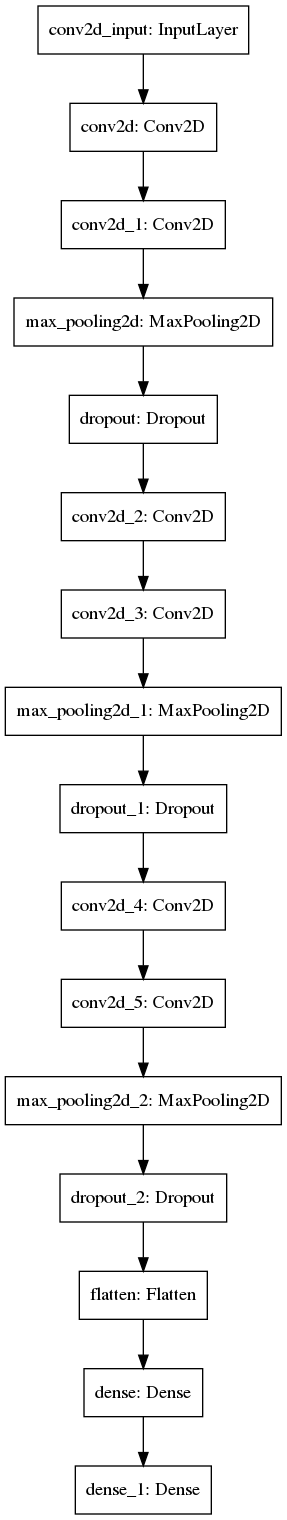 conv2d_input: InputLayer
conv2d: Conv2D
conv2d_1: Conv2D
max_pooling2d: MaxPooling2D
dropout: Dropout
conv2d_2: Conv2D
conv2d_3: Conv2D
max_pooling2d_1: MaxPooling2D
dropout_1: Dropout
conv2d_4: Conv2D
conv2d_5: Conv2D
max_pooling2d_2: MaxPooling2D
dropout_2: Dropout
flatten: Flatten
dense: Dense
dense_1: Dense